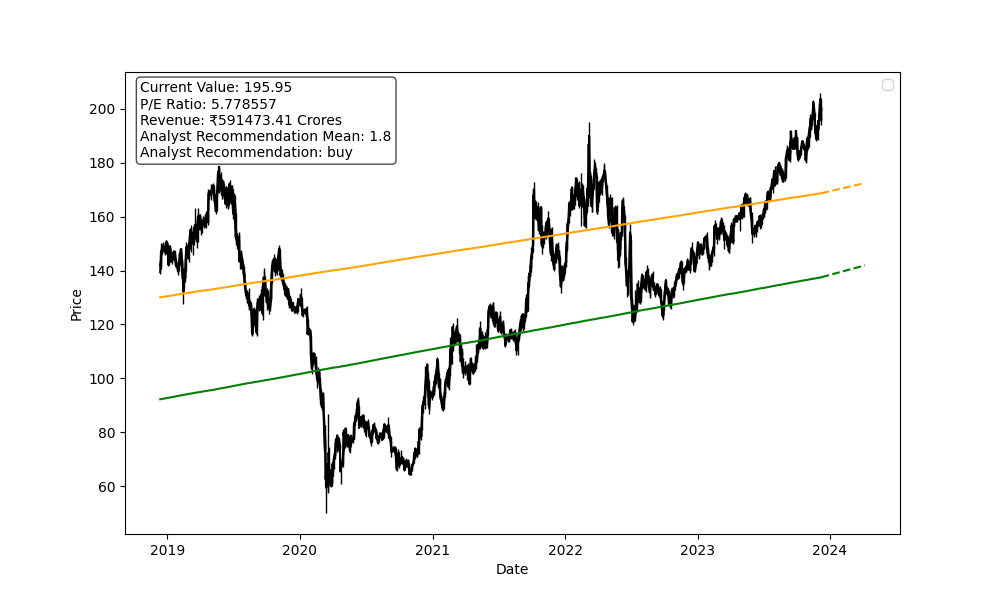 Current Value: 195.95
P/E Ratio: 5.778557
Revenue: ₹591473.41 Crores
Analyst Recommendation Mean: 1.8
Analyst Recommendation: buy
200
180
160
140
120
100
80
60
Price
2019 2020 2021 2022 2023 2024
Date